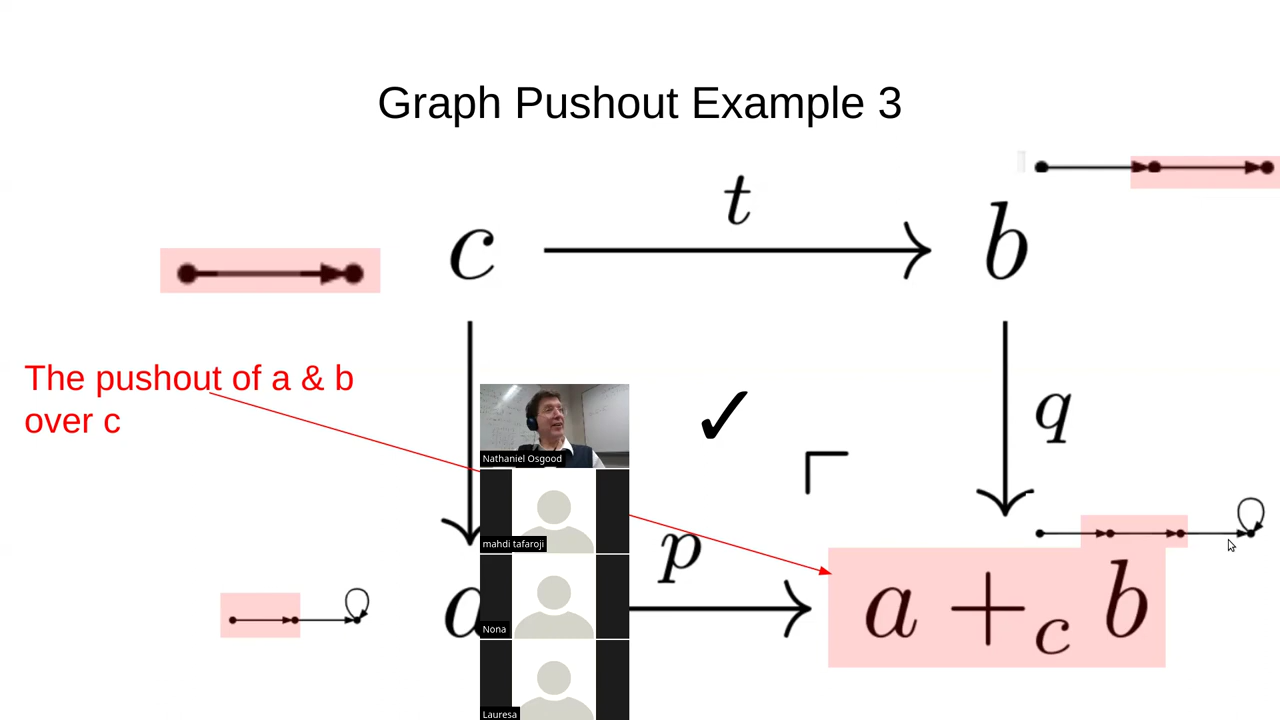 Graph Pushout Example 3
t
c
b
The pushout of a & b
over c
q
Nathaniel Osgood
mahdi tafaroji
p
a
a +c b
Nona
Lauresa